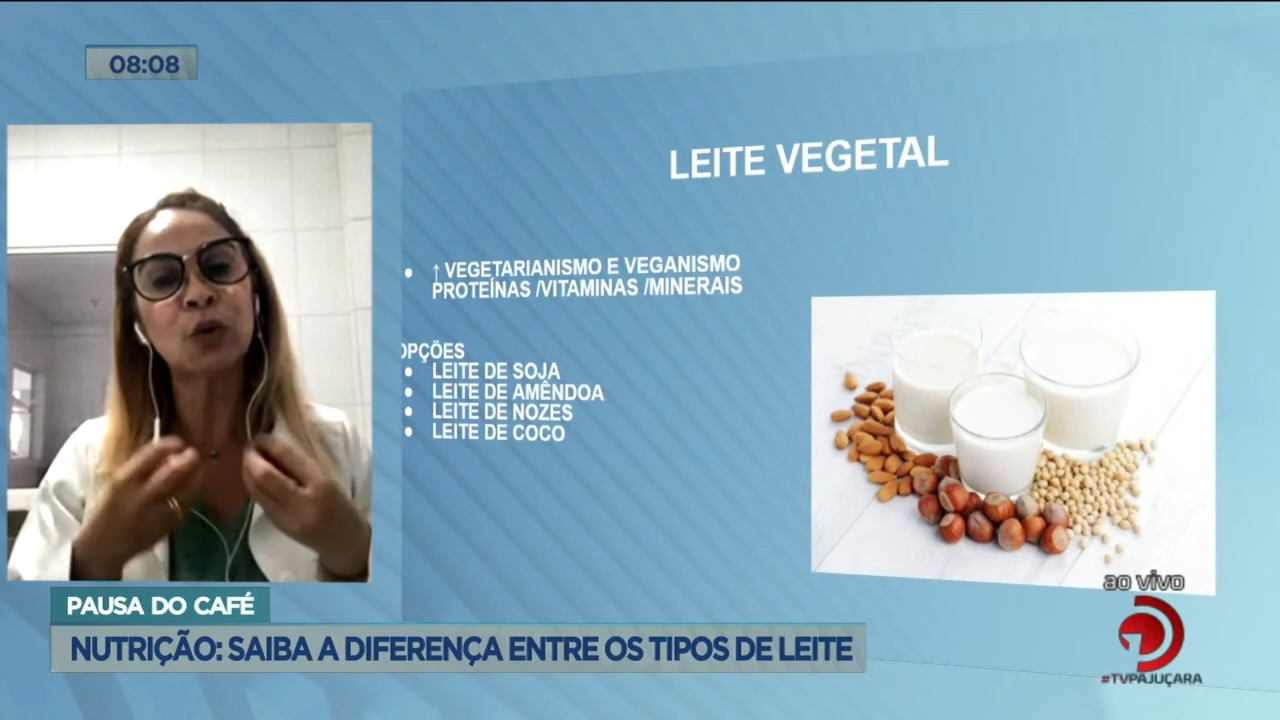 08:08
LEITE VEGETAL
• ↑ VEGETARIANISMO E VEGANISMO
PROTEÍNAS /VITAMINAS /MINERAIS
OPÇÕES
• LEITE DE SOJA
• LEITE DE AMÊNDOA
• LEITE DE NOZES
• LEITE DE COCO
ao vivo
PAUSA DO CAFÉ
NUTRIÇÃO: SAIBA A DIFERENÇA ENTRE OS TIPOS DE LEITE
#TVPAJUÇARA